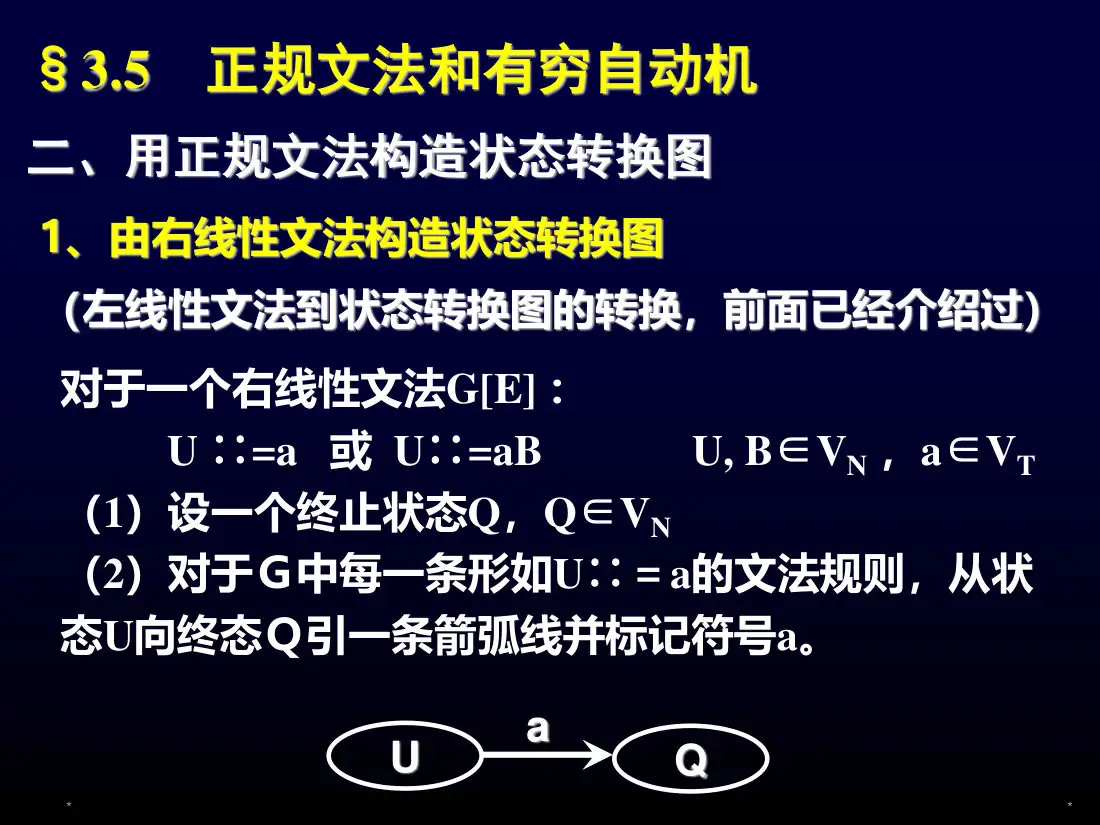 §3.5 正规文法和有穷自动机
二、用正规文法构造状态转换图
1、由右线性文法构造状态转换图
（左线性文法到状态转换图的转换，前面已经介绍过）
对于一个右线性文法G[E]：
U ∷=a 或 U∷=aB U, B∈VN ，a∈VT
（1）设一个终止状态Q，Q∈VN
（2）对于G中每一条形如U∷＝a的文法规则，从状
态U向终态Q引一条箭弧线并标记符号a。
a
U Q
* *